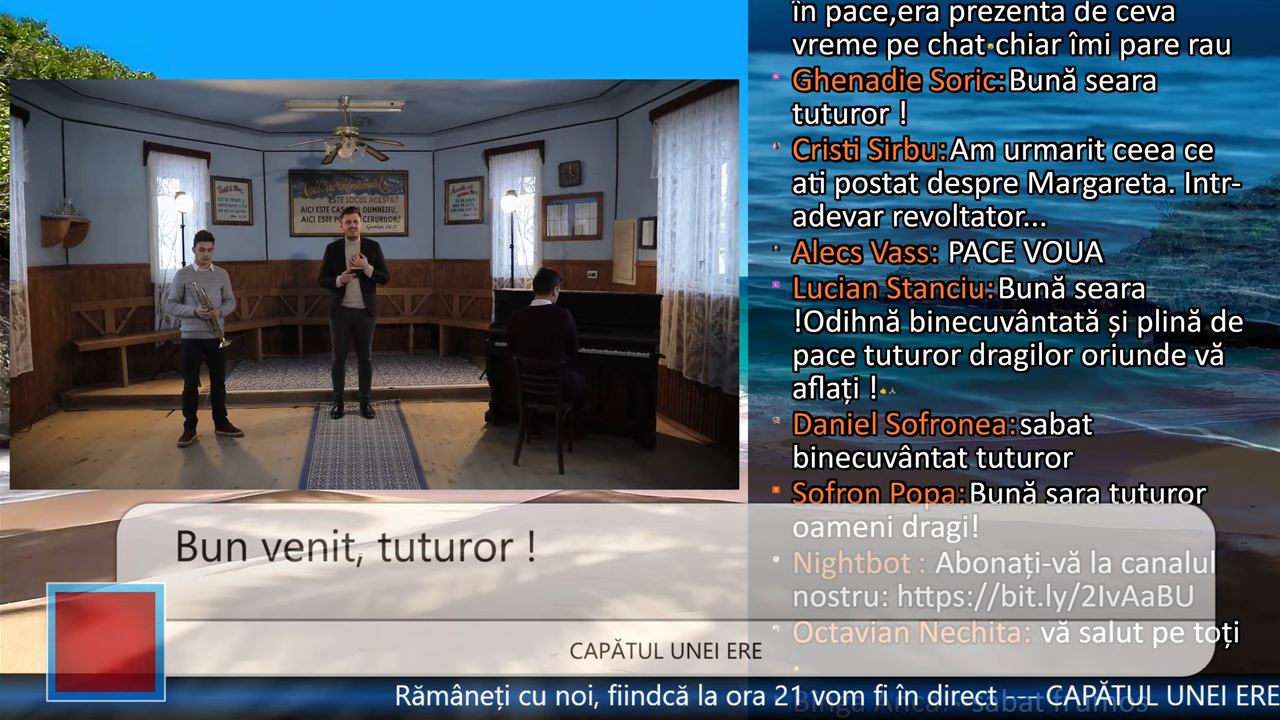 ESTE LOCUL ACESTA?
AICI ESTE CASA LUI DUMNEZEU,
în pace,era prezenta de ceva
vreme pe chat chiar îmi pare rau
Ghenadie Soric: Bună seara
tuturor !
Cristi Sirbu: Am urmarit ceea ce
ati postat despre Margareta. Intr-
adevar revoltator...
Alecs Vass: PACE VOUA
Lucian Stanciu: Bună seara
!Odihnă binecuvântată și plină de
pace tuturor dragilor oriunde vă
aflați !
Daniel Sofronea: sabat
binecuvântat tuturor
Sofron Popa: Bună sara tuturor
oameni dragi!
Nightbot : Abonați-vă la canalul
nostru: https://bit.ly/2IvAaBU
Octavian Nechita: vă salut pe toți
Bun venit, tuturor !
CAPĂTUL UNEI ERE
Rămâneți cu noi, fiindcă la ora 21 vom fi în direct --- CAPĂTUL UNEI ERE